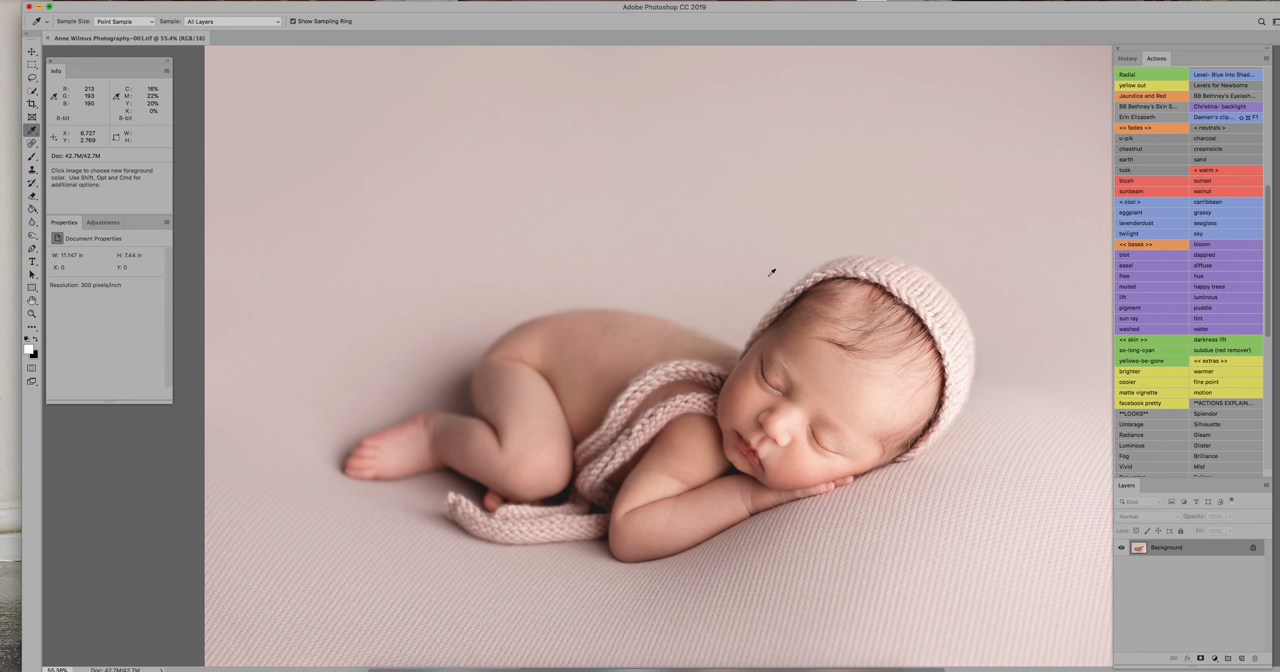 Adobe Photoshop CC 2019
Sample Size: Point Sample Sample: All Layers Show Sampling Ring
Anne Wilmus Photography-001.tif @ 55.4% (RGB/16)
Info
R: 213 C: 16%
G: 193 M: 22%
B: 190 Y: 20%
K: 0%
8-bit 8-bit
X: 6.727 W:
Y: 2.769 H:
Doc: 42.7M/42.7M
Click image to choose new foreground
color. Use Shift, Opt and Cmd for
additional options.
Properties Adjustments
Document Properties
W: 11.147 in H: 7.44 in
X: 0 Y: 0
Resolution: 300 pixels/inch
History Actions
Radial Level- Blue into Shad...
yellow out Levels for Newborns
Jaundice and Red BB Bethney's Eyelash...
BB Bethney's Skin S... Christina- backlight
Erin Elizabeth Damien's clip... F1
<< fades >> < neutrals >
u-pik charcoal
chestnut creamsicle
earth sand
tusk < warm >
blush sunset
sunbeam walnut
< cool > carribean
eggplant grassy
lavenderdust seaglass
twilight sky
<< bases >> bloom
blot dappled
easel diffuse
free hue
muted happy trees
lift luminous
pigment puddle
sun ray tint
washed water
<< skin >> darkness lift
so-long-cyan subdue (red remover)
yellows-be-gone << extras >>
brighter warmer
cooler fine point
matte vignette motion
facebook pretty **ACTIONS EXPLAIN...
**LOOKS** Splendor
Umbrage Silhouette
Radiance Gleam
Luminous Glister
Fog Brilliance
Vivid Mist
Layers
Kind
Normal Opacity: 100%
Lock: Fill: 100%
Background
55.38% Doc: 42.7M/42.7M